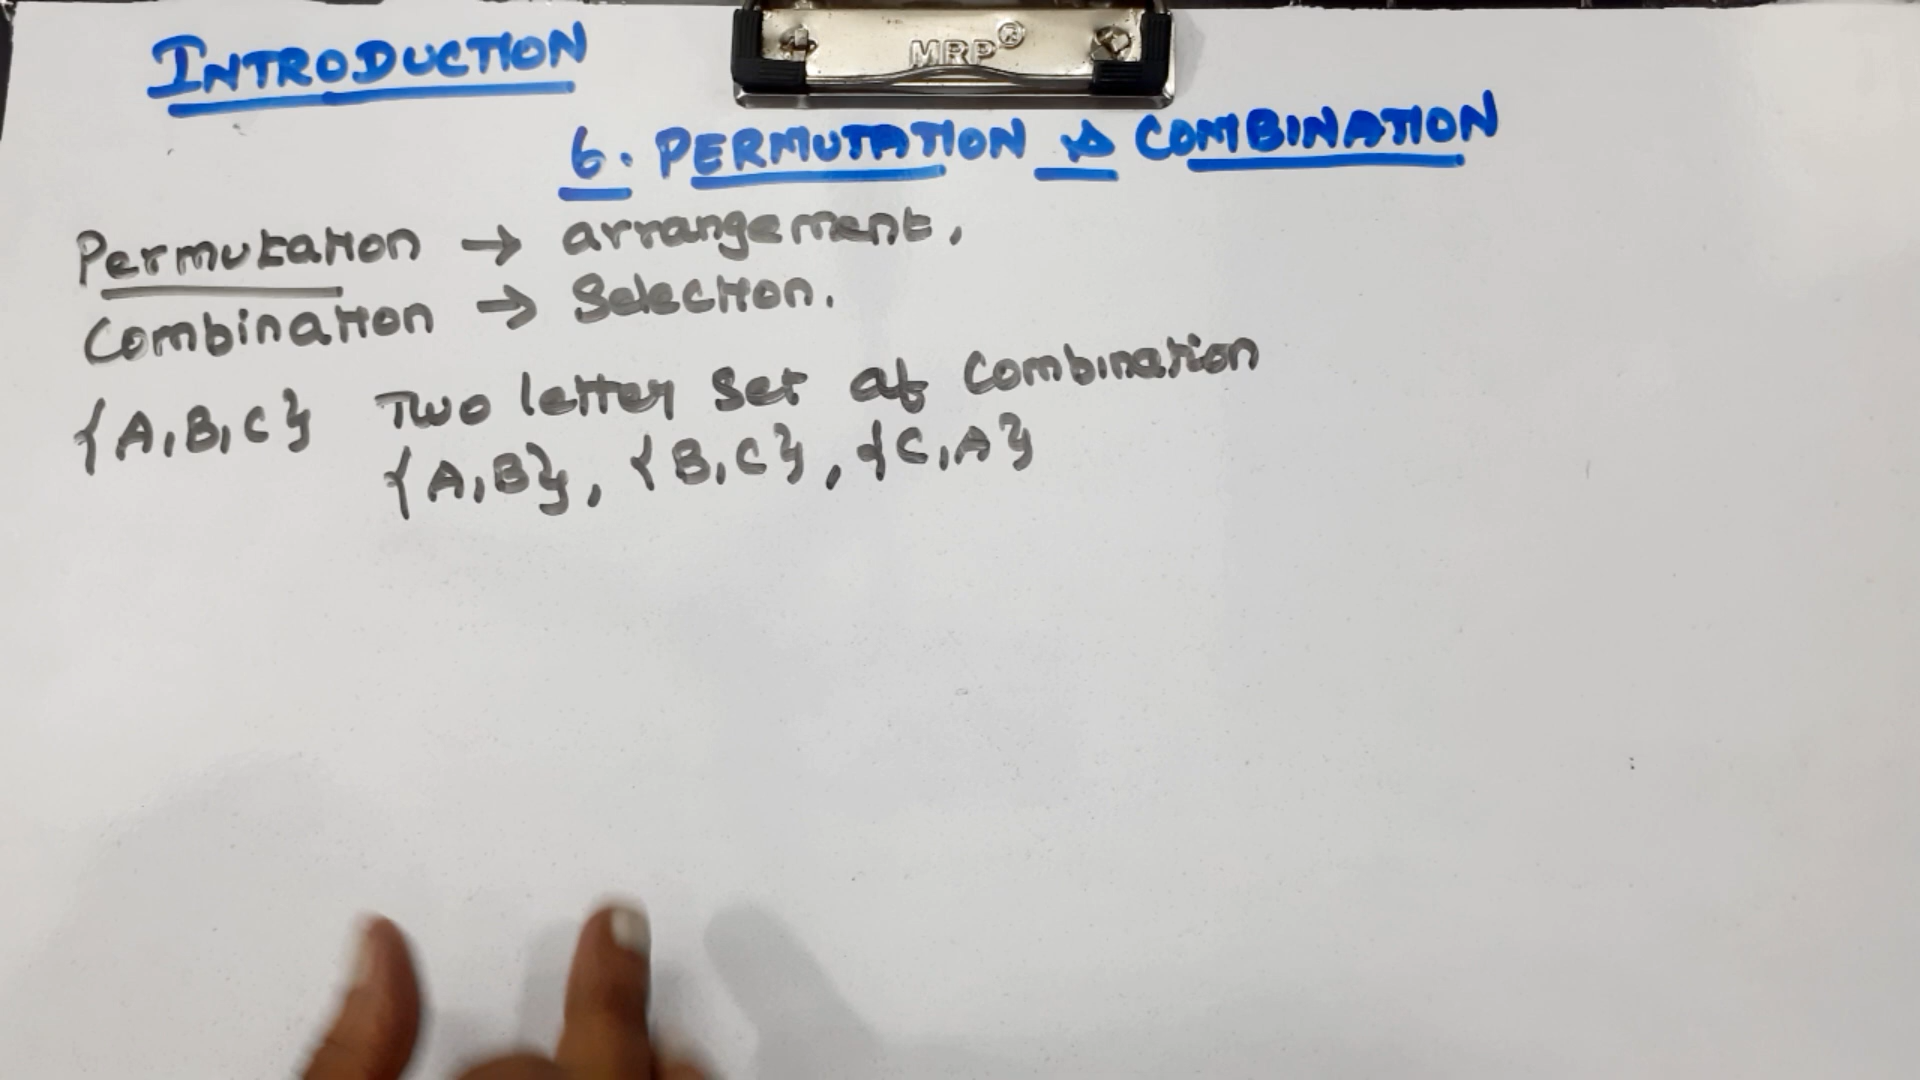 INTRODUCTION
MRP®
6. PERMUTATION & COMBINATION
Permutation → arrangement.
Combination → Selection.
{A,B,C} Two letter Set of Combination
{A,B}, {B,C}, {C,A}